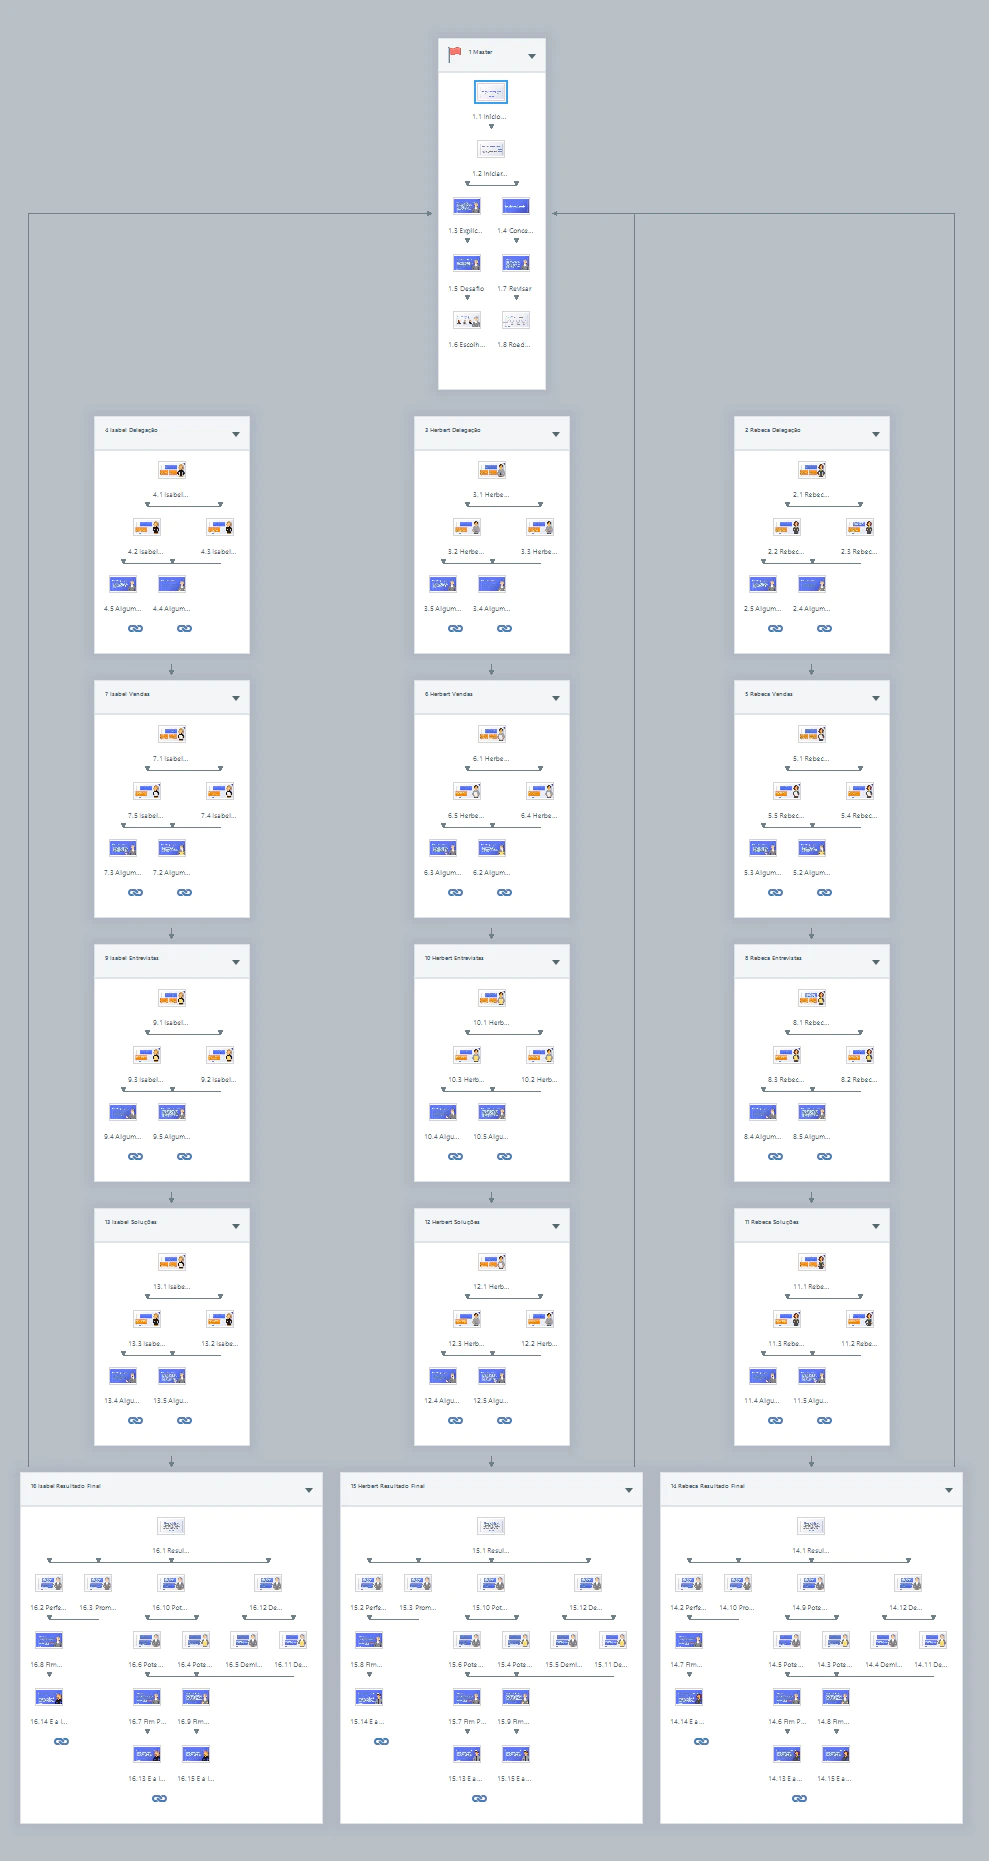 1 Master
1.1 Início...
1.2 Iniciar...
1.3 Explic... 1.4 Conce...
1.5 Desafio 1.7 Revisar
1.6 Escolh... 1.8 Road...
4 Isabel Delegação 3 Herbert Delegação 2 Rebeca Delegação
4.1 Isabel... 3.1 Herbe... 2.1 Rebec...
4.2 Isabel... 4.3 Isabel... 3.2 Herbe... 3.3 Herbe... 2.2 Rebec... 2.3 Rebec...
4.5 Algum... 4.4 Algum... 3.5 Algum... 3.4 Algum... 2.5 Algum... 2.4 Algum...
7 Isabel Vendas 6 Herbert Vendas 5 Rebeca Vendas
7.1 Isabel... 6.1 Herbe... 5.1 Rebec...
7.5 Isabel... 7.4 Isabel... 6.5 Herbe... 6.4 Herbe... 5.5 Rebec... 5.4 Rebec...
7.3 Algum... 7.2 Algum... 6.3 Algum... 6.2 Algum... 5.3 Algum... 5.2 Algum...
9 Isabel Entrevistas 10 Herbert Entrevistas 8 Rebeca Entrevistas
9.1 Isabel... 10.1 Herb... 8.1 Rebec...
9.3 Isabel... 9.2 Isabel... 10.3 Herb... 10.2 Herb... 8.3 Rebec... 8.2 Rebec...
9.4 Algum... 9.5 Algum... 10.4 Algu... 10.5 Algu... 8.4 Algum... 8.5 Algum...
13 Isabel Soluções 12 Herbert Soluções 11 Rebeca Soluções
13.1 Isabe... 12.1 Herb... 11.1 Rebe...
13.3 Isabe... 13.2 Isabe... 12.3 Herb... 12.2 Herb... 11.3 Rebe... 11.2 Rebe...
13.4 Algu... 13.5 Algu... 12.4 Algu... 12.5 Algu... 11.4 Algu... 11.5 Algu...
16 Isabel Resultado Final 15 Herbert Resultado Final 14 Rebeca Resultado Final
16.1 Resul... 15.1 Resul... 14.1 Resul...
16.2 Perfe... 16.3 Prom... 16.10 Pot... 16.12 De... 15.2 Perfe... 15.3 Prom... 15.10 Pot... 15.12 De... 14.2 Perfe... 14.10 Pro... 14.9 Pote... 14.12 De...
16.8 Fim... 16.6 Pote... 16.4 Pote... 16.5 Demi... 16.11 De... 15.8 Fim... 15.6 Pote... 15.4 Pote... 15.5 Demi... 15.11 De... 14.7 Fim... 14.5 Pote... 14.3 Pote... 14.4 Demi... 14.11 De...
16.14 E a I... 16.7 Fim P... 16.9 Fim... 15.14 E a... 15.7 Fim P... 15.9 Fim... 14.14 E a... 14.6 Fim P... 14.8 Fim...
16.13 E a I... 16.15 E a I... 15.13 E a... 15.15 E a... 14.13 E a... 14.15 E a...